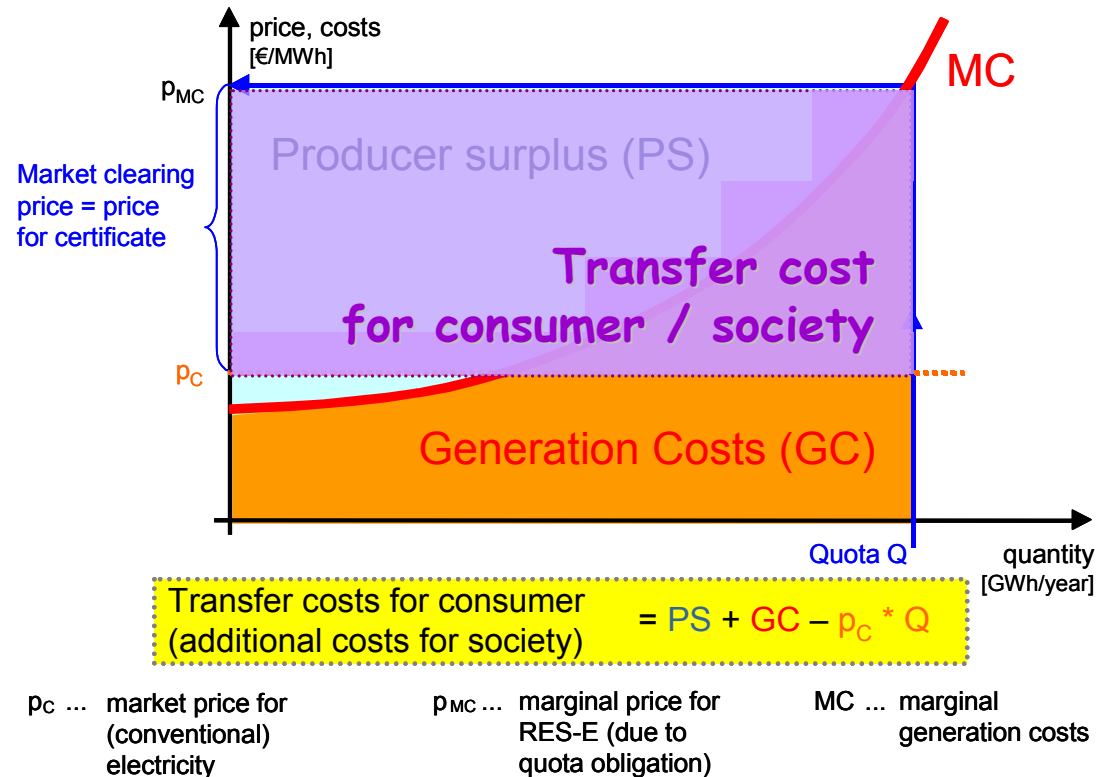 price, costs
[€/MWh]
MC
pMC
Producer surplus (PS)
Market clearing
price = price
for certificate
Transfer cost
for consumer / society
pC
Generation Costs (GC)
Quota Q
quantity
[GWh/year]
Transfer costs for consumer
(additional costs for society)
= PS + GC – pC * Q
pC ... market price for
(conventional)
electricity
pMC ... marginal price for
RES-E (due to
quota obligation)
MC ... marginal
generation costs